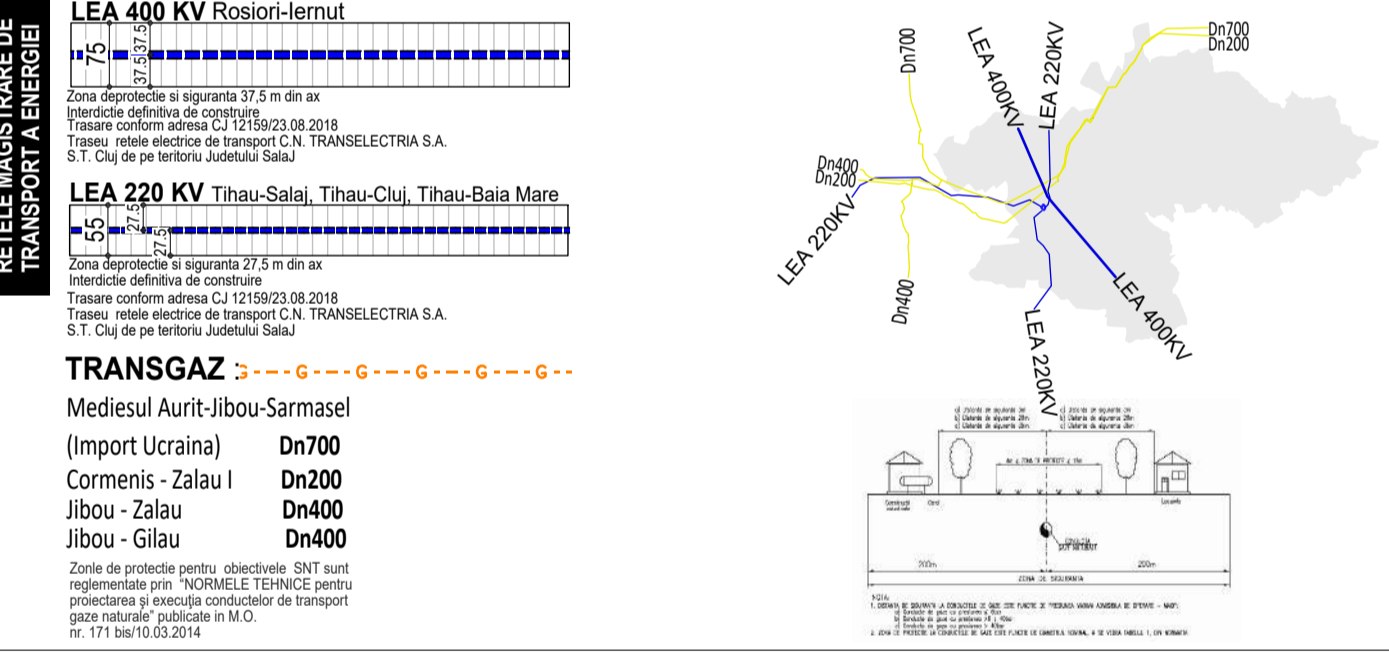 RETELE MAGISTRARE DE
TRANSPORT A ENERGIEI
LEA 400 KV Rosiori-Iernut
75
37.5
37.5
Zona deprotectie si siguranta 37,5 m din ax
Interdictie definitiva de construire
Trasare conform adresa CJ 12159/23.08.2018
Traseu retele electrice de transport C.N. TRANSELECTRIA S.A.
S.T. Cluj de pe teritoriu Judetului SalaJ
LEA 220 KV Tihau-Salaj, Tihau-Cluj, Tihau-Baia Mare
55
27.5
27.5
Zona deprotectie si siguranta 27,5 m din ax
Interdictie definitiva de construire
Trasare conform adresa CJ 12159/23.08.2018
Traseu retele electrice de transport C.N. TRANSELECTRIA S.A.
S.T. Cluj de pe teritoriu Judetului SalaJ
TRANSGAZ :
G G G G G G
Mediesul Aurit-Jibou-Sarmasel
(Import Ucraina) Dn700
Cormenis - Zalau I Dn200
Jibou - Zalau Dn400
Jibou - Gilau Dn400
Zonle de protectie pentru obiectivele SNT sunt
reglementate prin "NORMELE TEHNICE pentru
proiectarea şi execuţia conductelor de transport
gaze naturale" publicate in M.O.
nr. 171 bis/10.03.2014
Dn700
LEA 400KV
LEA 220KV
Dn700
Dn200
Dn400
Dn200
LEA 220KV
Dn400
LEA 220KV
LEA 400KV
200m
200m
ZONA DE SIGURANTA
NOTA: